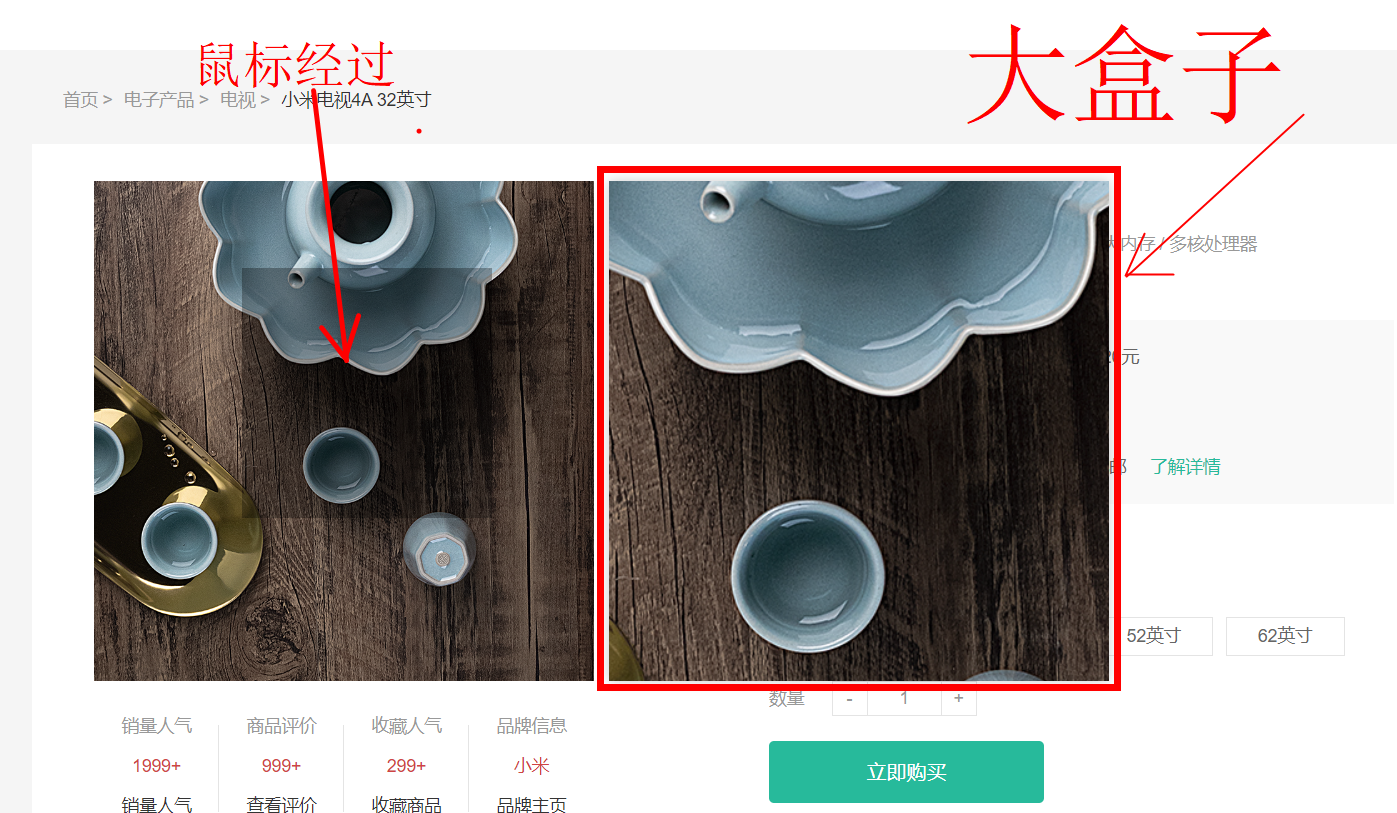 鼠标经过
大盒子
首页 > 电子产品 > 电视 > 小米电视4A 32英寸
内存 / 多核处理器
元
了解详情
52英寸 62英寸
数量 - 1 +
销量人气 商品评价 收藏人气 品牌信息
1999+ 999+ 299+ 小米
立即购买
销量人气 查看评价 收藏商品 品牌主页